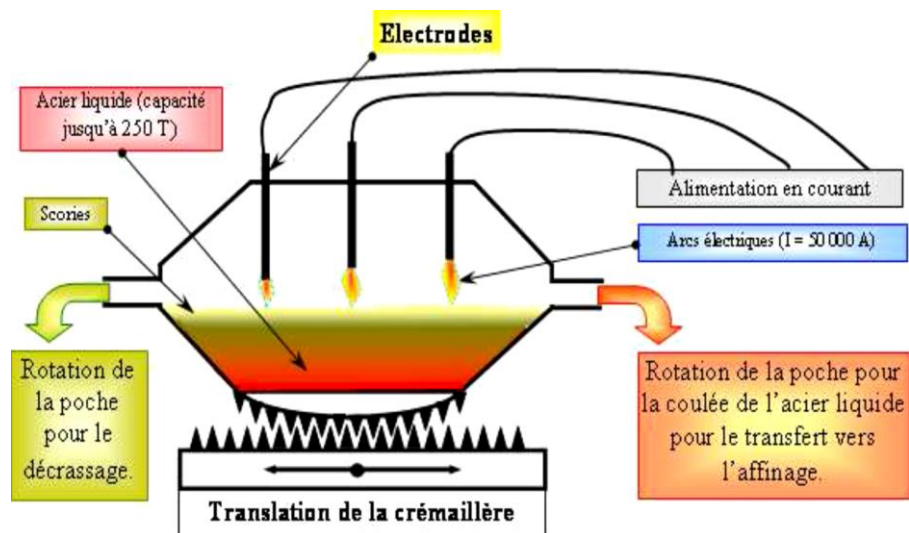 Electrodes
Acier liquide (capacité
jusqu'à 250 T)
Scories
Alimentation en courant
Arcs électriques (I = 50 000 A)
Rotation de
la poche
pour le
décrassage.
Rotation de la poche pour
la coulée de l'acier liquide
pour le transfert vers
l'affinage.
Translation de la crémaillère